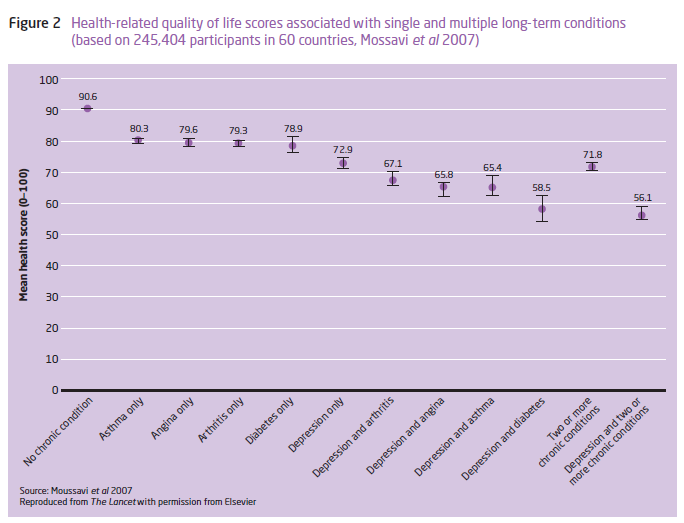 Figure 2 Health-related quality of life scores associated with single and multiple long-term conditions
(based on 245,404 participants in 60 countries, Mossavi et al 2007)
Mean health score (0–100)
100
90
80
70
60
50
40
30
20
10
0
90.6
80.3
79.6
79.3
78.9
72.9
67.1
65.8
65.4
58.5
71.8
56.1
No chronic condition
Asthma only
Angina only
Arthritis only
Diabetes only
Depression only
Depression and arthritis
Depression and angina
Depression and asthma
Depression and diabetes
Two or more
chronic conditions
Depression and two or
more chronic conditions
Source: Moussavi et al 2007
Reproduced from The Lancet with permission from Elsevier